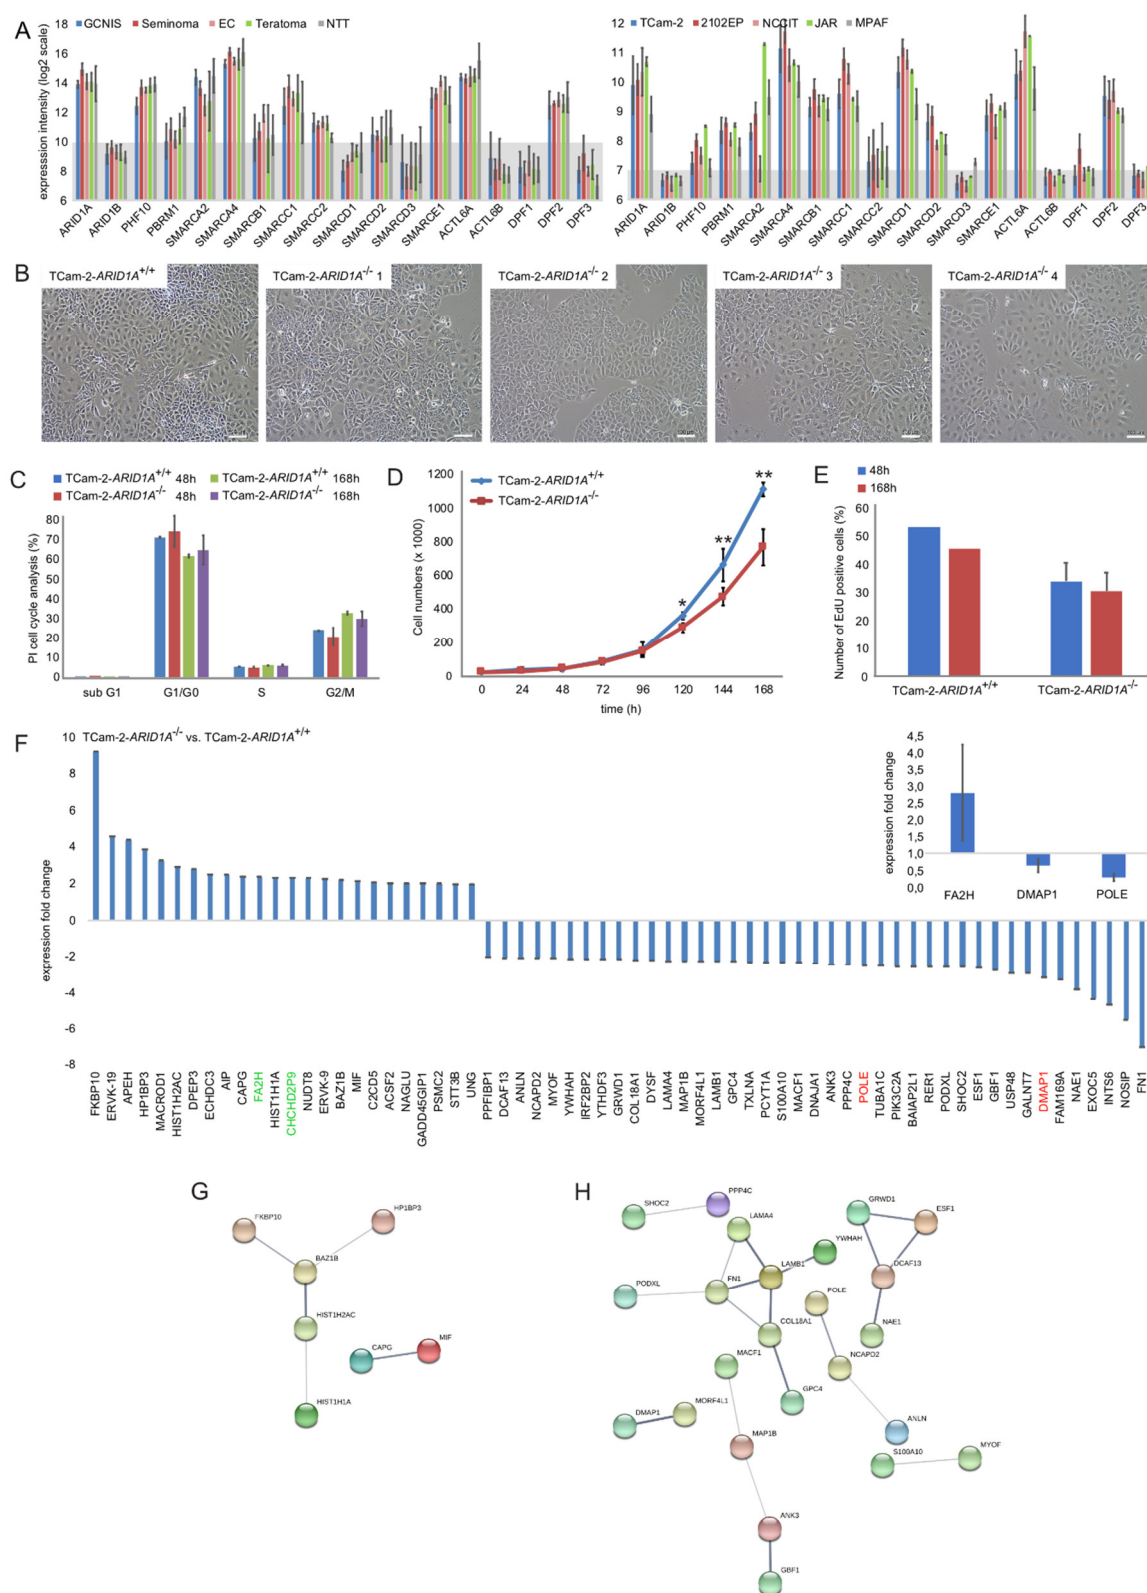 A
GCNIS Seminoma EC Teratoma NTT
expresssion intensity (log2 scale)
18
16
14
12
10
8
6
ARID1A ARID1B PHF10 PBRM1 SMARCA2 SMARCA4 SMARCB1 SMARCC1 SMARCC2 SMARCD1 SMARCD2 SMARCD3 SMARCE1 ACTL6A ACTL6B DPF1 DPF2 DPF3
TCam-2 2102EP NCCIT JAR MPAF
12
11
10
9
8
7
6
ARID1A ARID1B PHF10 PBRM1 SMARCA2 SMARCA4 SMARCB1 SMARCC1 SMARCC2 SMARCD1 SMARCD2 SMARCD3 SMARCE1 ACTL6A ACTL6B DPF1 DPF2 DPF3
B
TCam-2-ARID1A+/+ TCam-2-ARID1A-/- 1 TCam-2-ARID1A-/- 2 TCam-2-ARID1A-/- 3 TCam-2-ARID1A-/- 4
C
TCam-2-ARID1A+/+ 48h TCam-2-ARID1A+/+ 168h
TCam-2-ARID1A-/- 48h TCam-2-ARID1A-/- 168h
PI cell cycle analysis (%)
80
70
60
50
40
30
20
10
0
sub G1 G1/G0 S G2/M
D
TCam-2-ARID1A+/+
TCam-2-ARID1A-/-
Cell numbers (x 1000)
1200
1000
800
600
400
200
0
* ** **
0 24 48 72 96 120 144 168
time (h)
E
48h
168h
Number of EdU positive cells (%)
60
50
40
30
20
10
0
TCam-2-ARID1A+/+ TCam-2-ARID1A-/-
F
TCam-2-ARID1A-/- vs. TCam-2-ARID1A+/+
expression fold change
10
8
6
4
2
0
-2
-4
-6
-8
FKBP10 ERVK-19 APEH HP1BP3 MACROD1 HIST1H2AC DPEP3 ECHDC3 AIP CAPG FA2H HIST1H1A CHCHD2P9 NUDT8 ERVK-9 BAZ1B MIF C2CD5 ACSF2 NAGLU GADD45GIP1 PSMC2 STT3B UNG PPFIBP1 DCAF13 ANLN NCAPD2 MYOF YWHAH IRF2BP2 YTHDF3 GRWD1 COL18A1 DYSF LAMA4 MAP1B MORF4L1 LAMB1 GPC4 TXLNA PCYT1A S100A10 MACF1 DNAJA1 ANK3 PPP4C POLE TUBA1C PIK3C2A BAIAP2L1 RER1 PODXL SHOC2 ESF1 GBF1 USP48 GALNT7 DMAP1 FAM169A NAE1 EXOC5 INTS6 NOSIP FN1
expression fold change
4,5
4,0
3,5
3,0
2,5
2,0
1,5
1,0
0,5
0,0
FA2H DMAP1 POLE
G
FKBP10
HP1BP3
BAZ1B
HIST1H2AC
CAPG
MIF
HIST1H1A
H
SHOC2
PPP4C
LAMA4
GRWD1
ESF1
YWHAH
LAMB1
DCAF13
PODXL
FN1
POLE
COL18A1
NAE1
MACF1
NCAPD2
GPC4
DMAP1
MORF4L1
ANLN
MAP1B
S100A10
MYOF
ANK3
GBF1